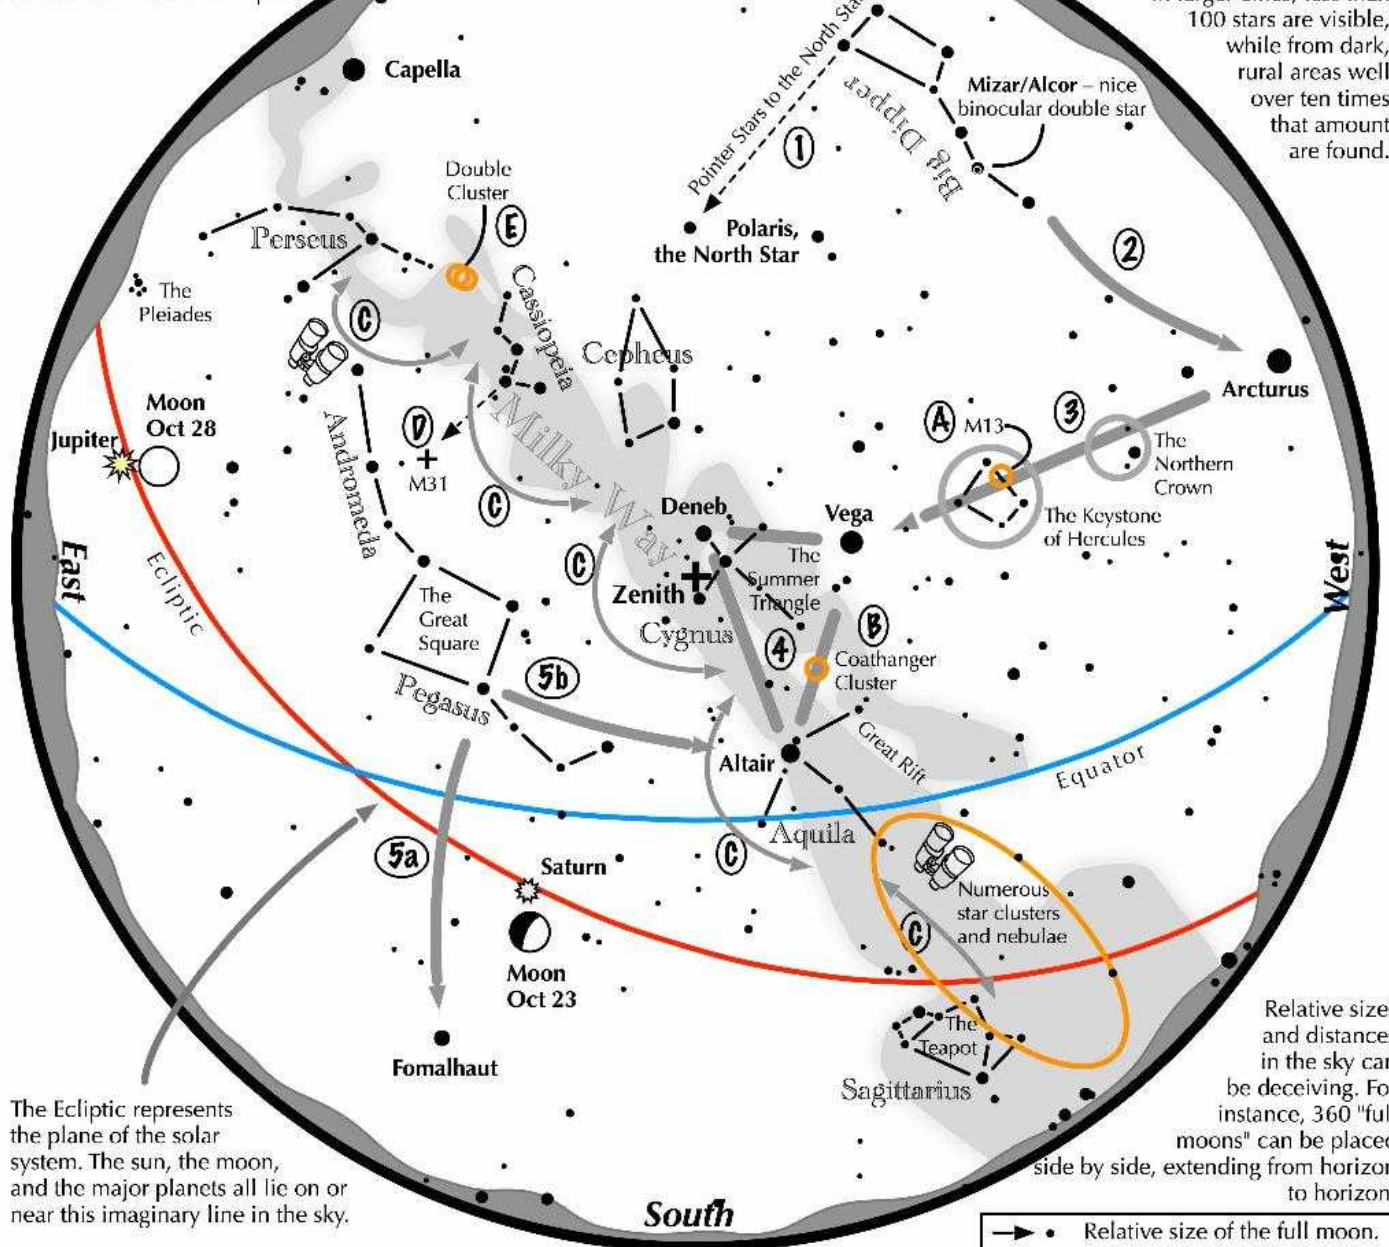 100 stars are visible,
while from dark,
rural areas well
over ten times
that amount
are found.
Capella
Pointer Stars to the North Star
1
Big Dipper
Mizar/Alcor – nice
binocular double star
Double
Cluster
E
Perseus
Polaris,
the North Star
2
The
Pleiades
C
Cassiopeia
Cepheus
Arcturus
Moon
Oct 28
Jupiter
Andromeda
D
M31
Milky Way
C
A
M13
3
The
Northern
Crown
The Keystone
of Hercules
Deneb
Vega
East
Ecliptic
C
The
Summer
Triangle
Zenith
Cygnus
West
The
Great
Square
4
B
Coathanger
Cluster
Pegasus
5b
Great Rift
Altair
Equator
Aquila
5a
C
Saturn
Numerous
star clusters
and nebulae
C
Moon
Oct 23
Fomalhaut
The
Teapot
Sagittarius
The Ecliptic represents
the plane of the solar
system. The sun, the moon,
and the major planets all lie on or
near this imaginary line in the sky.
Relative size
and distance
in the sky can
be deceiving. Fo
instance, 360 "ful
moons" can be placed
side by side, extending from horizon
to horizon
South
Relative size of the full moon.